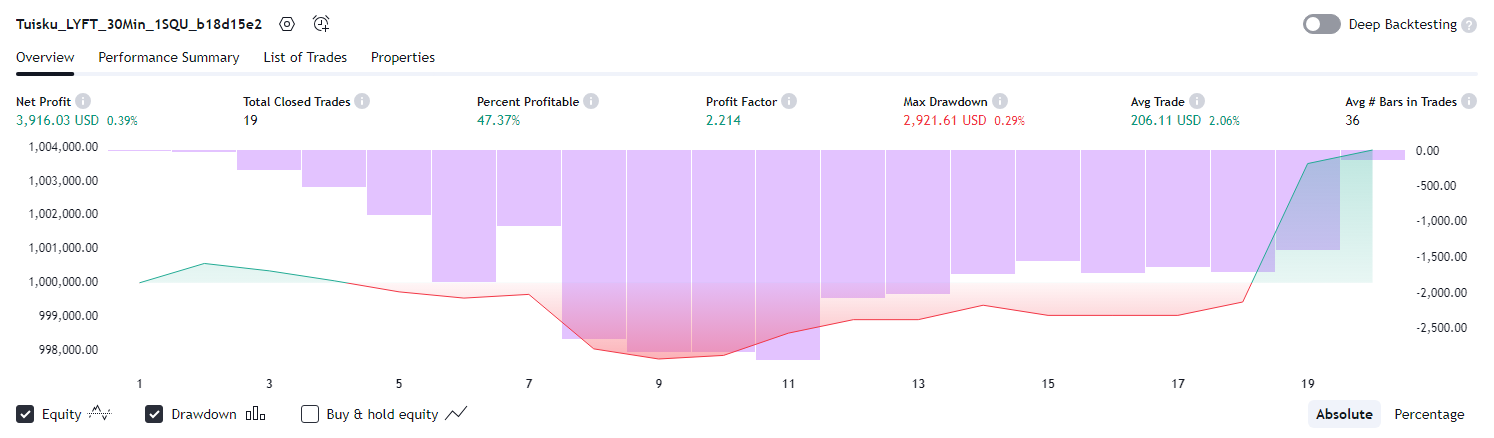 Tuisku_LYFT_30Min_1SQU_b18d15e2 Deep Backtesting ?
Overview Performance Summary List of Trades Properties
Net Profit i Total Closed Trades i Percent Profitable i Profit Factor i Max Drawdown i Avg Trade i Avg # Bars in Trades i
3,916.03 USD 0.39% 19 47.37% 2.214 2,921.61 USD 0.29% 206.11 USD 2.06% 36
1,004,000.00 0.00
1,003,000.00 -500.00
1,002,000.00 -1,000.00
1,001,000.00 -1,500.00
1,000,000.00 -2,000.00
999,000.00 -2,500.00
998,000.00
1 3 5 7 9 11 13 15 17 19
Equity Drawdown Buy & hold equity Absolute Percentage